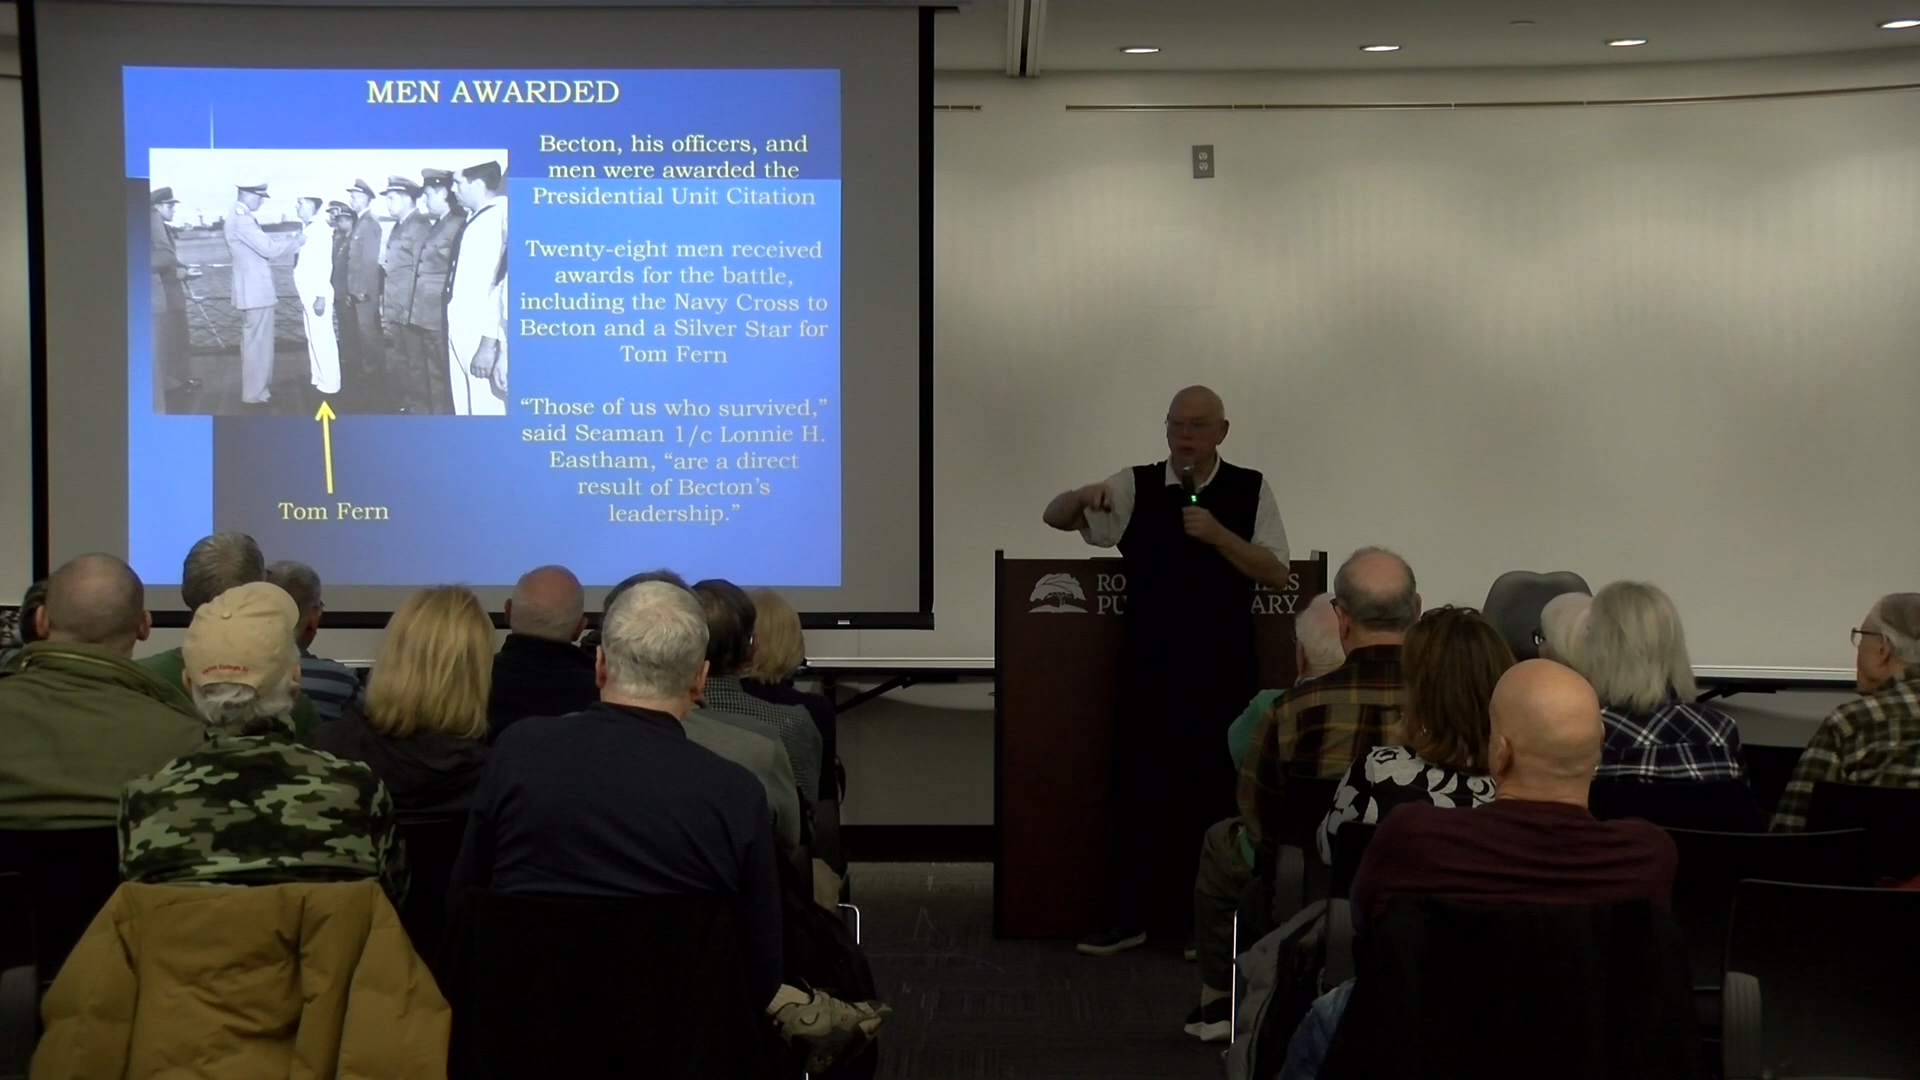 MEN AWARDED
Becton, his officers, and
men were awarded the
Presidential Unit Citation
Twenty-eight men received
awards for the battle,
including the Navy Cross to
Becton and a Silver Star for
Tom Fern
“Those of us who survived,”
said Seaman 1/c Lonnie H.
Eastham, “are a direct
result of Becton’s
leadership.”
Tom Fern